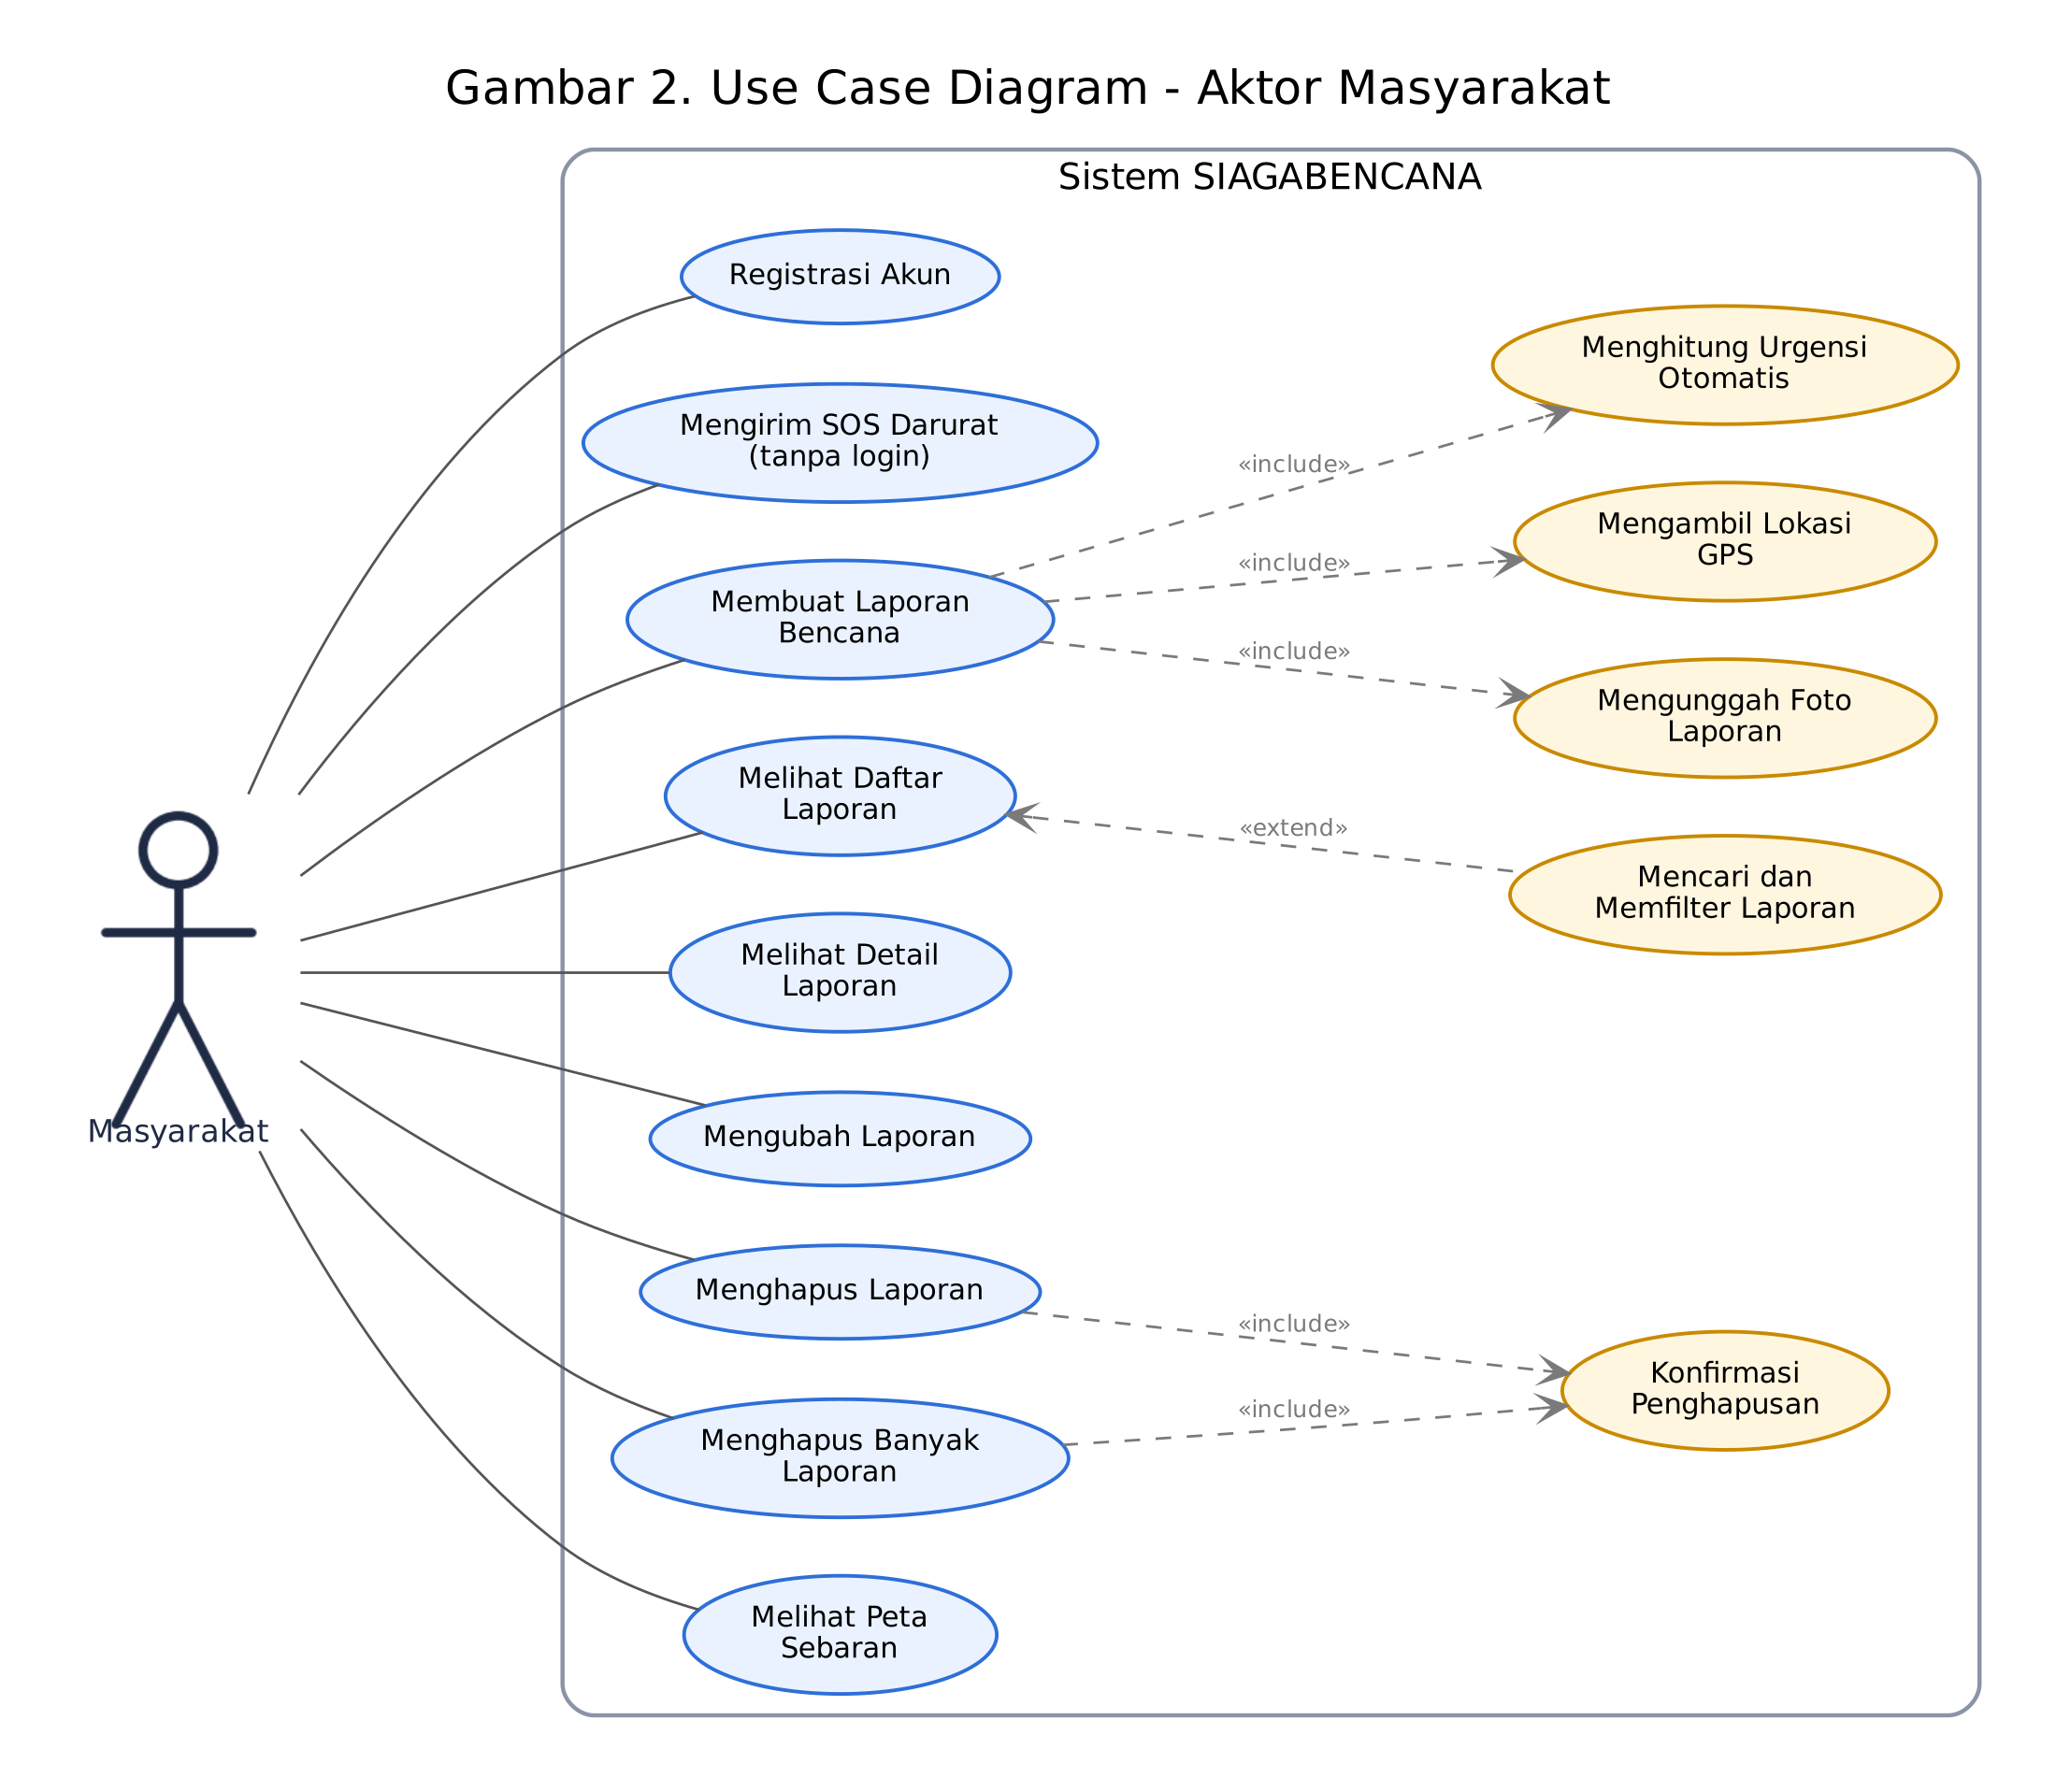 Gambar 2. Use Case Diagram - Aktor Masyarakat
Sistem SIAGABENCANA
Registrasi Akun
Mengirim SOS Darurat
(tanpa login)
Membuat Laporan
Bencana
Melihat Daftar
Laporan
Melihat Detail
Laporan
Mengubah Laporan
Menghapus Laporan
Menghapus Banyak
Laporan
Melihat Peta
Sebaran
Masyarakat
«include»
«include»
«include»
«extend»
«include»
«include»
Menghitung Urgensi
Otomatis
Mengambil Lokasi
GPS
Mengunggah Foto
Laporan
Mencari dan
Memfilter Laporan
Konfirmasi
Penghapusan